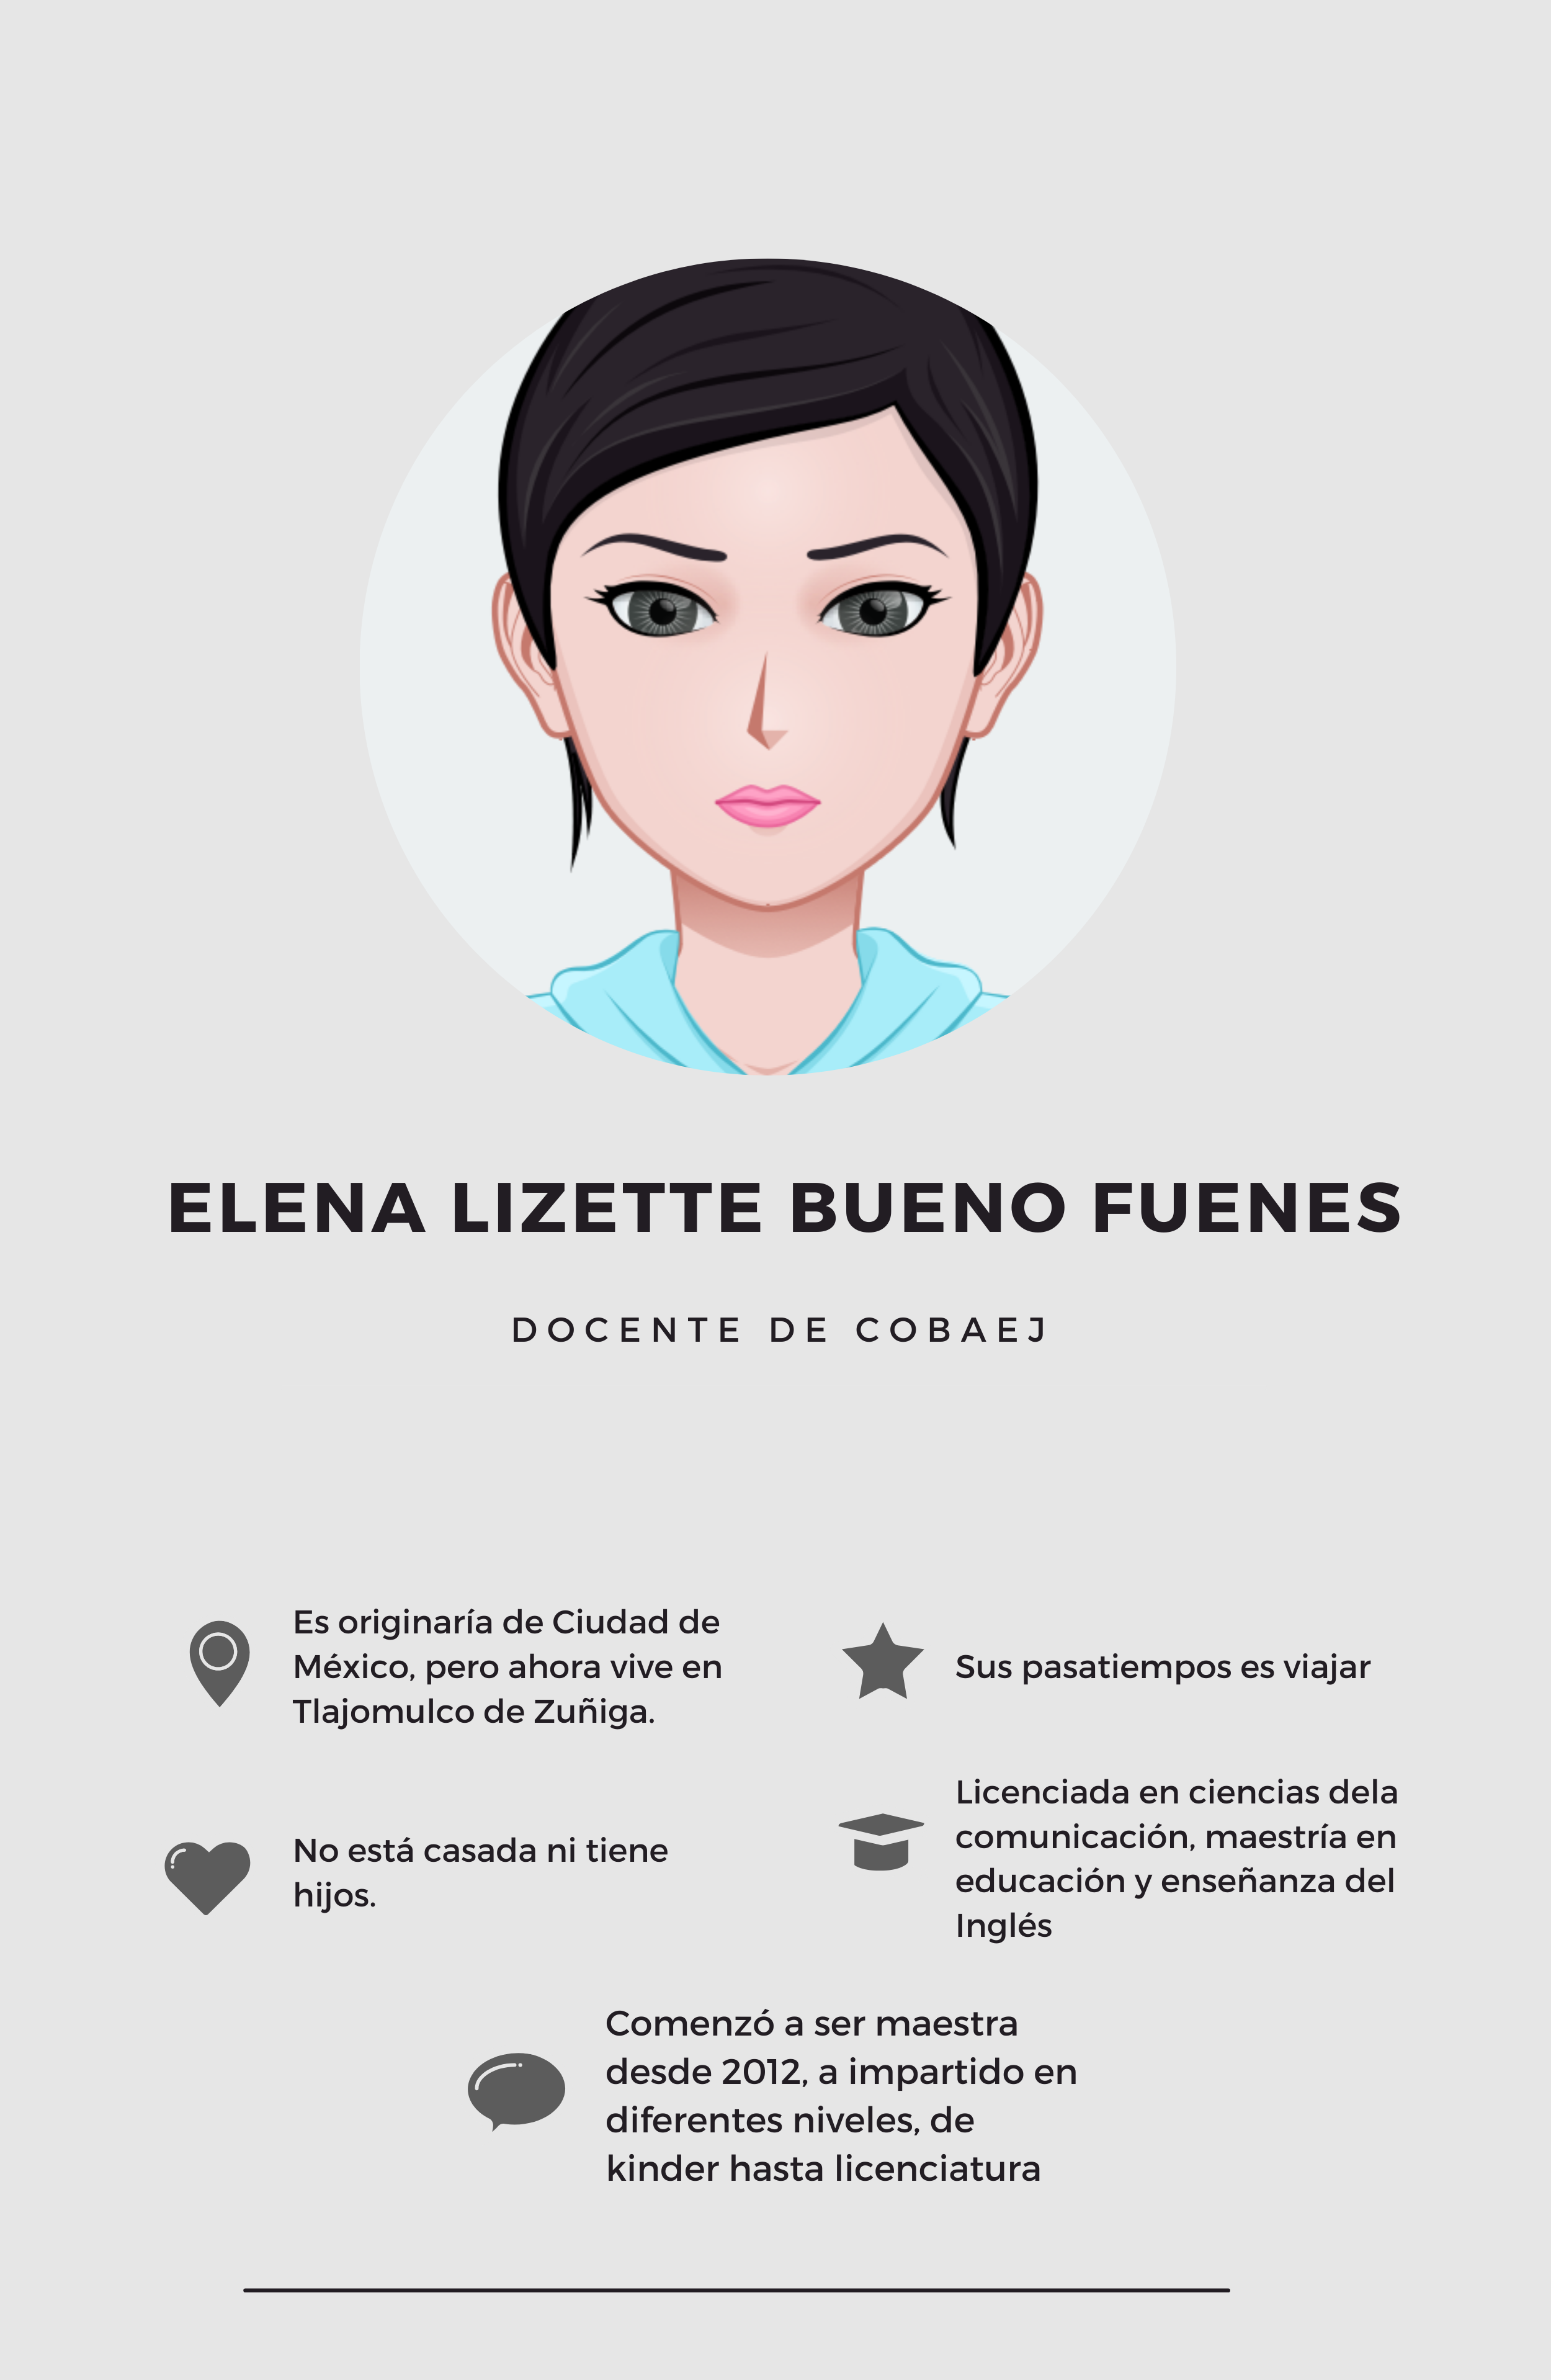 ELENA LIZETTE BUENO FUENES
DOCENTE DE COBAEJ
Es originaría de Ciudad de
México, pero ahora vive en
Tlajomulco de Zuñiga.
Sus pasatiempos es viajar
No está casada ni tiene
hijos.
Licenciada en ciencias dela
comunicación, maestría en
educación y enseñanza del
Inglés
Comenzó a ser maestra
desde 2012, a impartido en
diferentes niveles, de
kinder hasta licenciatura